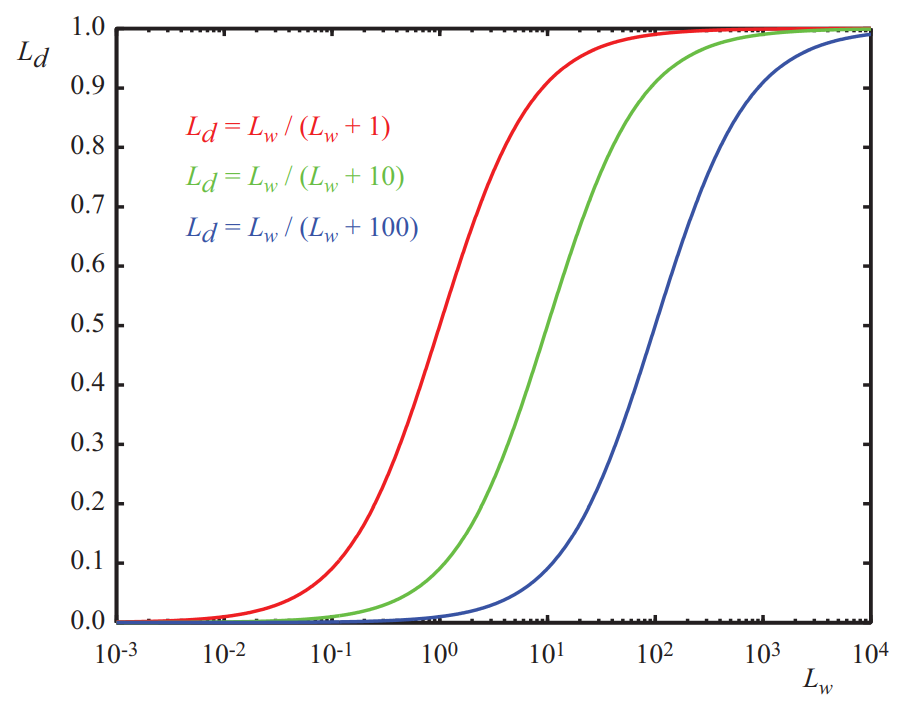 1.0
L_d
0.9
0.8
0.7
0.6
0.5
0.4
0.3
0.2
0.1
0.0
L_d = L_w / (L_w + 1)
L_d = L_w / (L_w + 10)
L_d = L_w / (L_w + 100)
10^-3 10^-2 10^-1 10^0 10^1 10^2 10^3 10^4
L_w